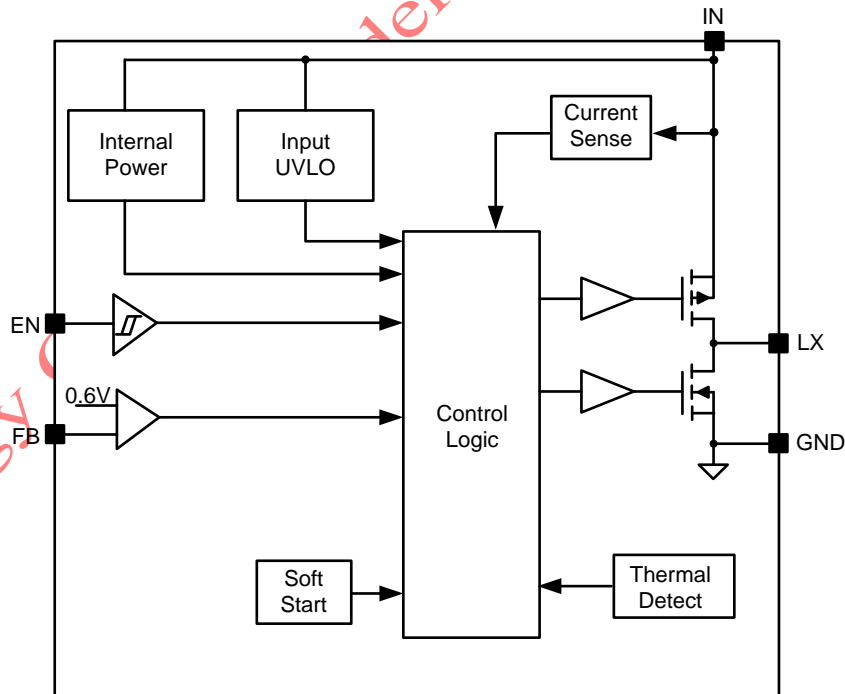 IN
Current
Sense
Internal
Power
Input
UVLO
EN
LX
0.6V
FB
Control
Logic
GND
Soft
Start
Thermal
Detect